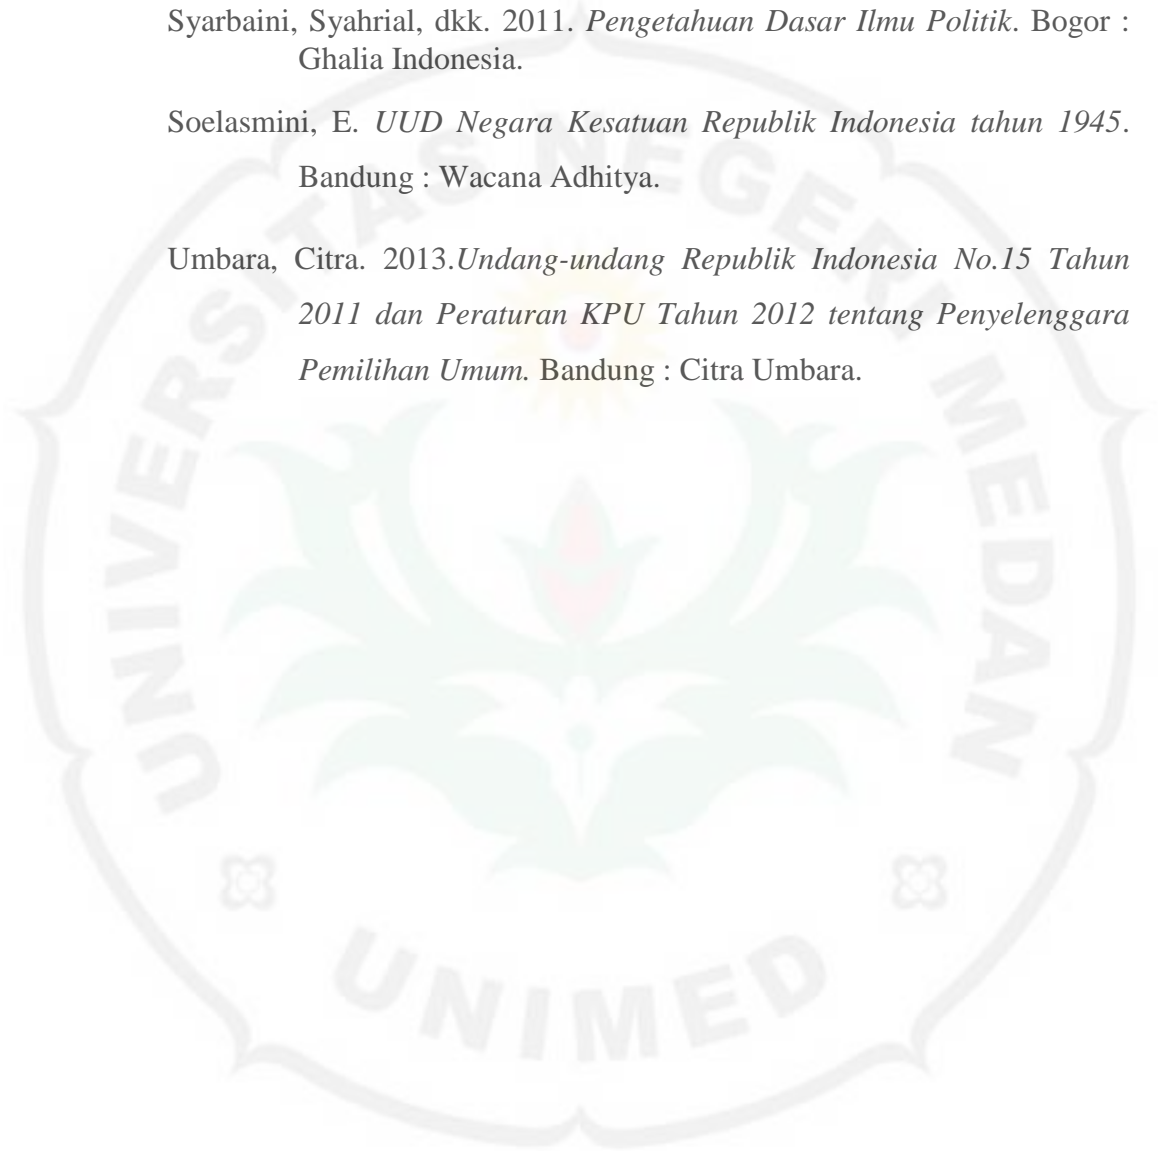 Syarbaini, Syahrial, dkk. 2011. Pengetahuan Dasar Ilmu Politik. Bogor :
Ghalia Indonesia.
Soelasmini, E. UUD Negara Kesatuan Republik Indonesia tahun 1945.
Bandung : Wacana Adhitya.
Umbara, Citra. 2013.Undang-undang Republik Indonesia No.15 Tahun
2011 dan Peraturan KPU Tahun 2012 tentang Penyelenggara
Pemilihan Umum. Bandung : Citra Umbara.
UNIVERSITAS NEGERI MEDAN
UNIMED